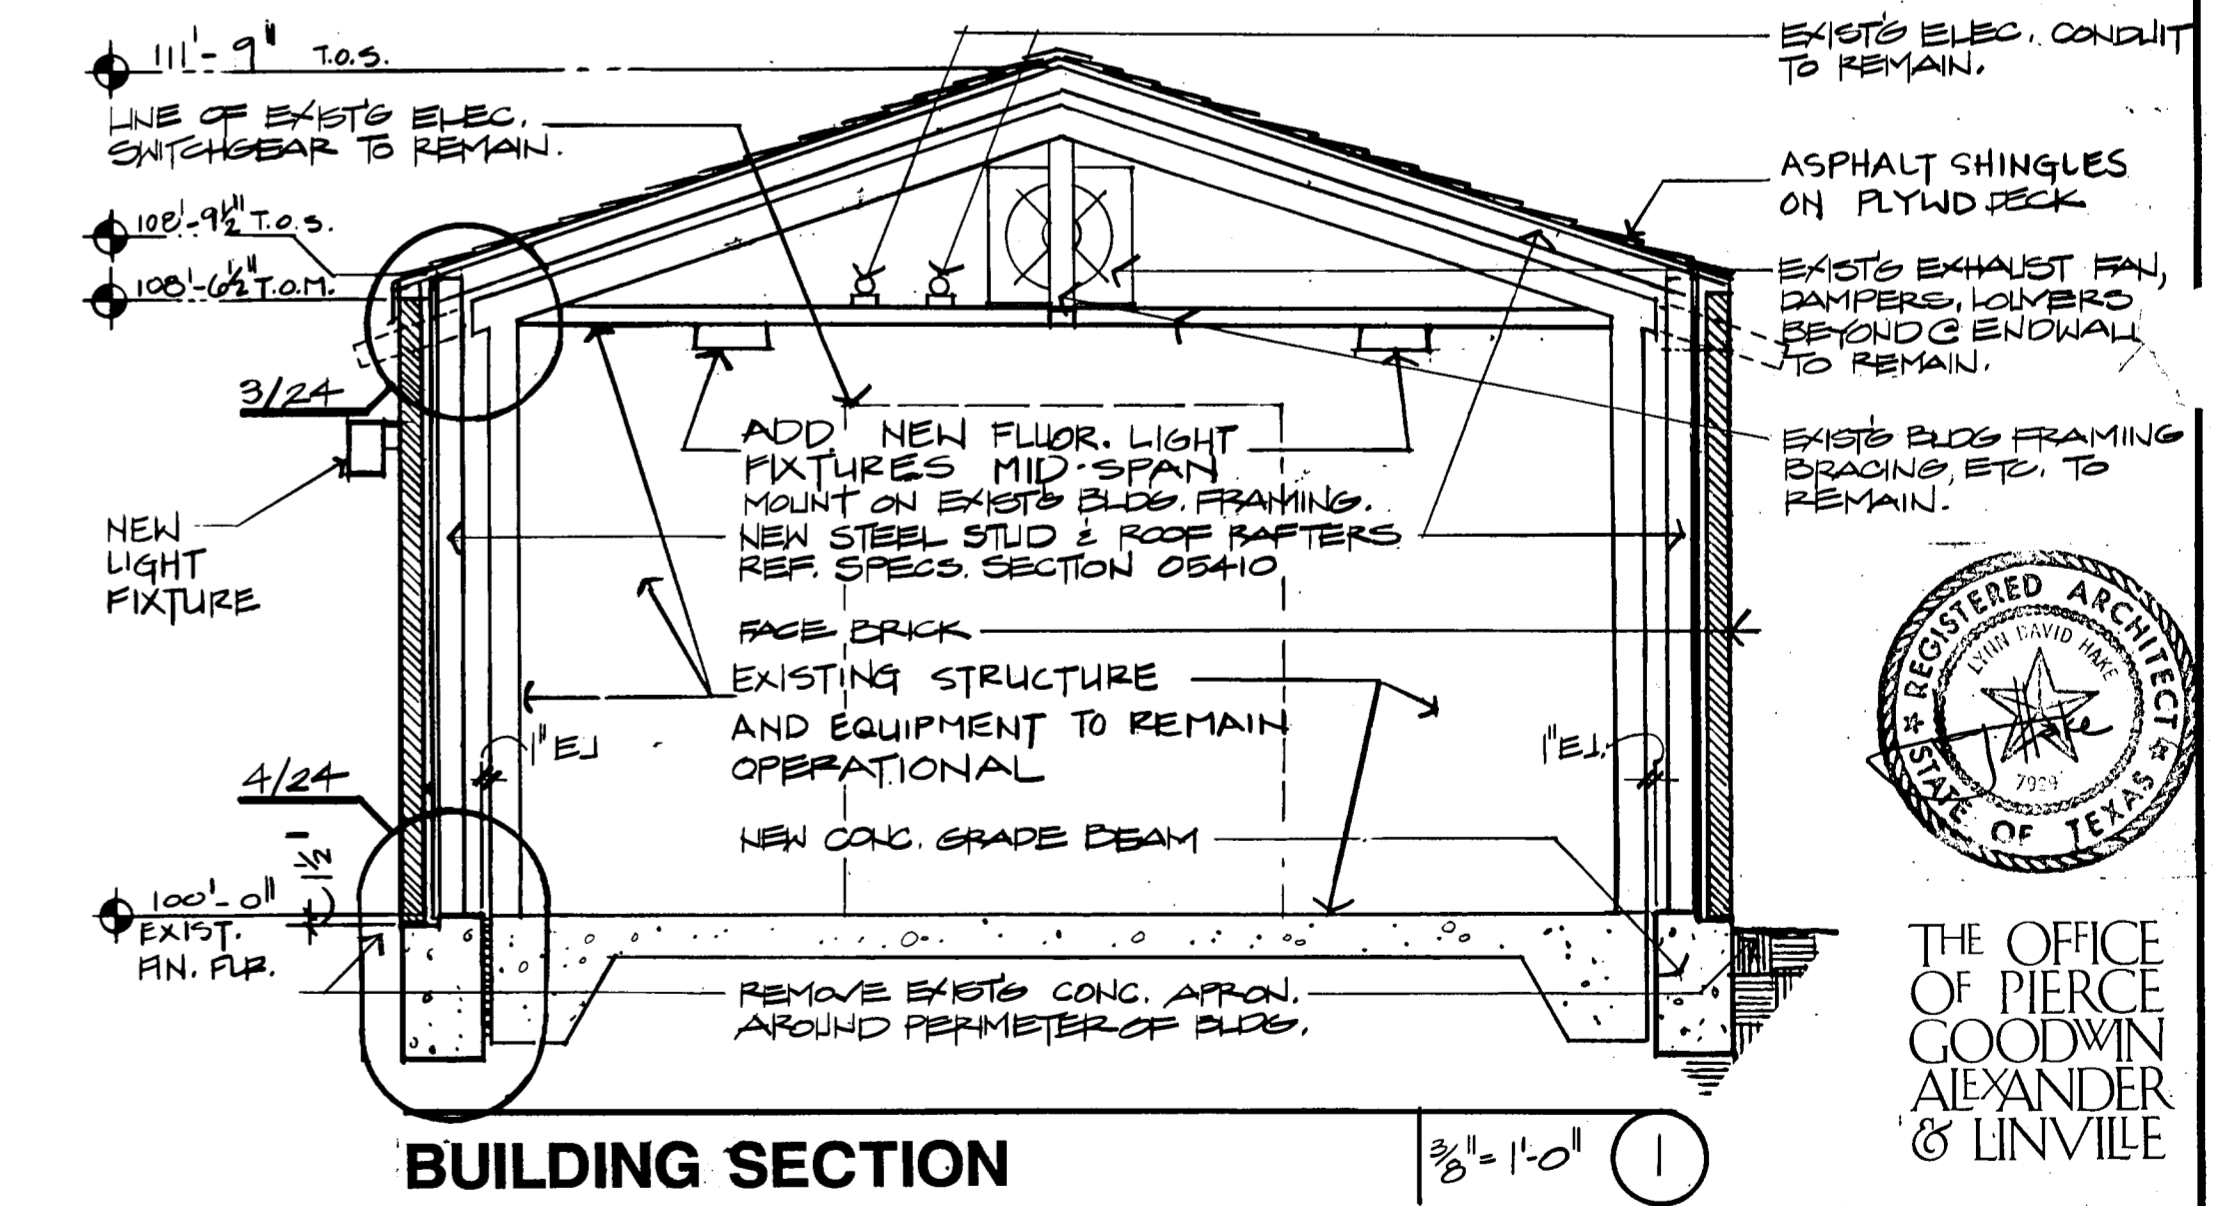 111'-9" T.O.S.
LINE OF EXIST'G ELEC.
SWITCHGEAR TO REMAIN.
108'-9½" T.O.S.
108'-6½" T.O.M.
3/24
NEW
LIGHT
FIXTURE
4/24
1½"
100'-0"
EXIST.
FIN. FLR.
EXIST'G ELEC. CONDUIT
TO REMAIN.
ASPHALT SHINGLES
ON PLYWD DECK
EXIST'G EXHAUST FAN,
DAMPERS, LOUVERS
BEYOND @ ENDWALL
TO REMAIN.
EXIST'G BLDG FRAMING
BRACING, ETC. TO
REMAIN.
ADD NEW FLUOR. LIGHT
FIXTURES MID-SPAN
MOUNT ON EXIST'G BLDG. FRAMING.
NEW STEEL STUD & ROOF RAFTERS
REF. SPECS. SECTION 05410
FACE BRICK
EXISTING STRUCTURE
AND EQUIPMENT TO REMAIN
OPERATIONAL
1" EJ
1" EJ.
NEW CONC. GRADE BEAM
REMOVE EXIST'G CONC. APRON.
AROUND PERIMETER OF BLDG.
REGISTERED ARCHITECT
LYNN DAVID HAKE
7929
STATE OF TEXAS
THE OFFICE
OF PIERCE
GOODWIN
ALEXANDER
& LINVILLE
BUILDING SECTION
3/8" = 1'-0"
1